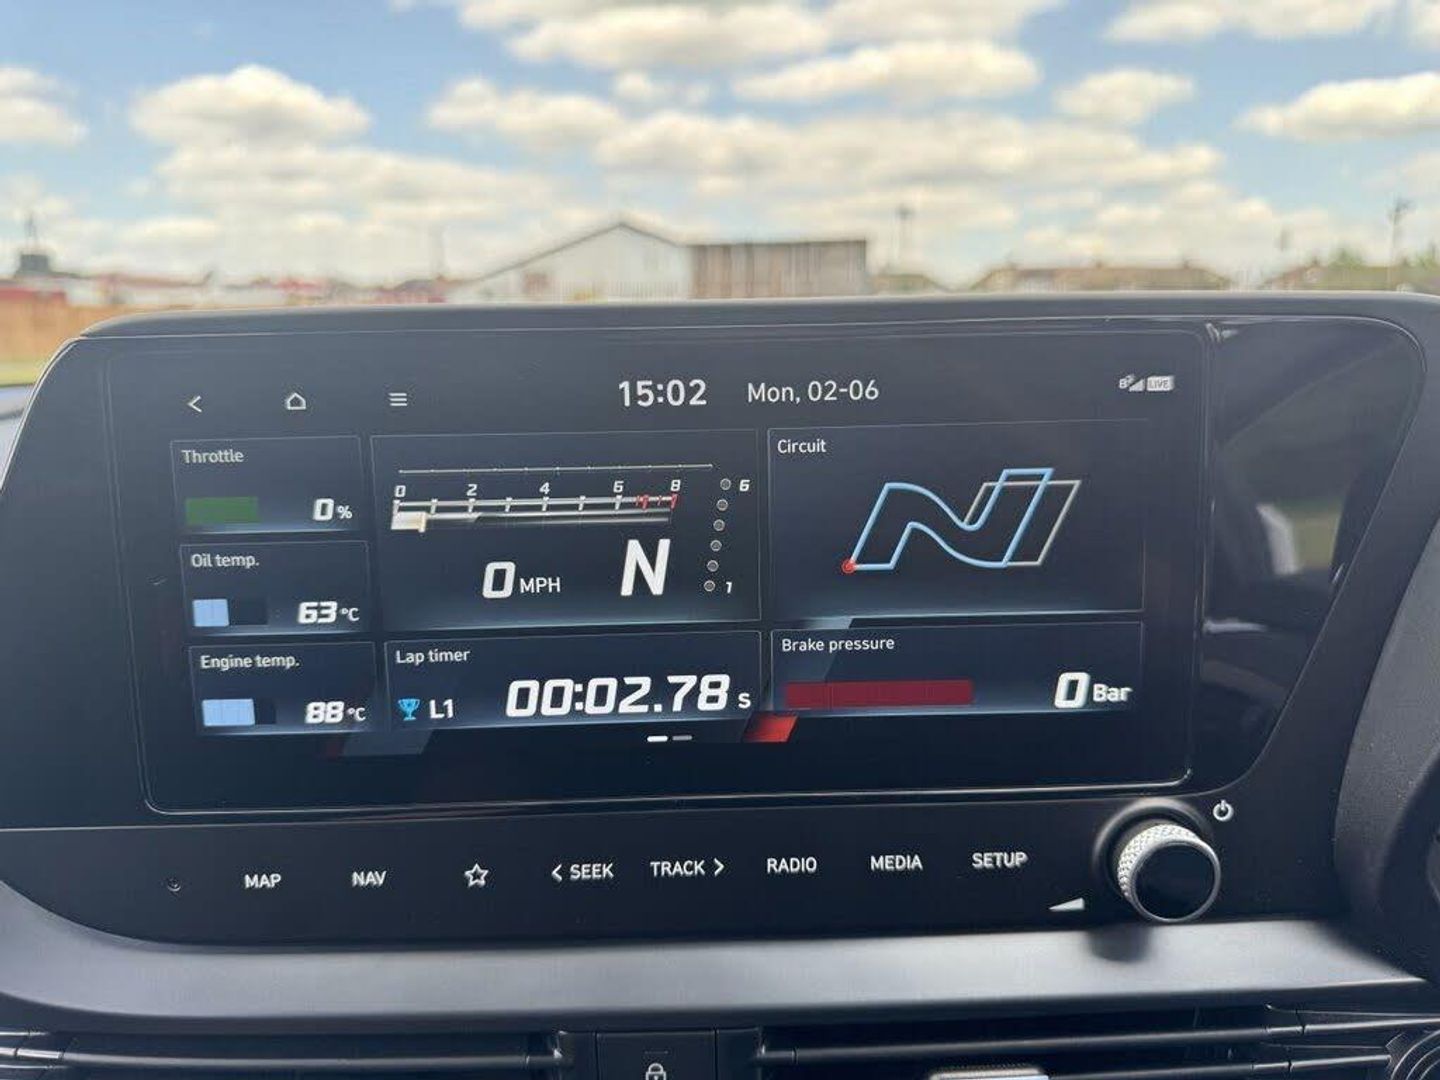 15:02 Mon, 02-06
B LIVE
Throttle
0%
Oil temp.
63°C
Engine temp.
88°C
0 2 4 6 8
6
1
0 MPH N
Lap timer
L1 00:02.78 s
Circuit
Brake pressure
0 Bar
MAP NAV < SEEK TRACK > RADIO MEDIA SETUP